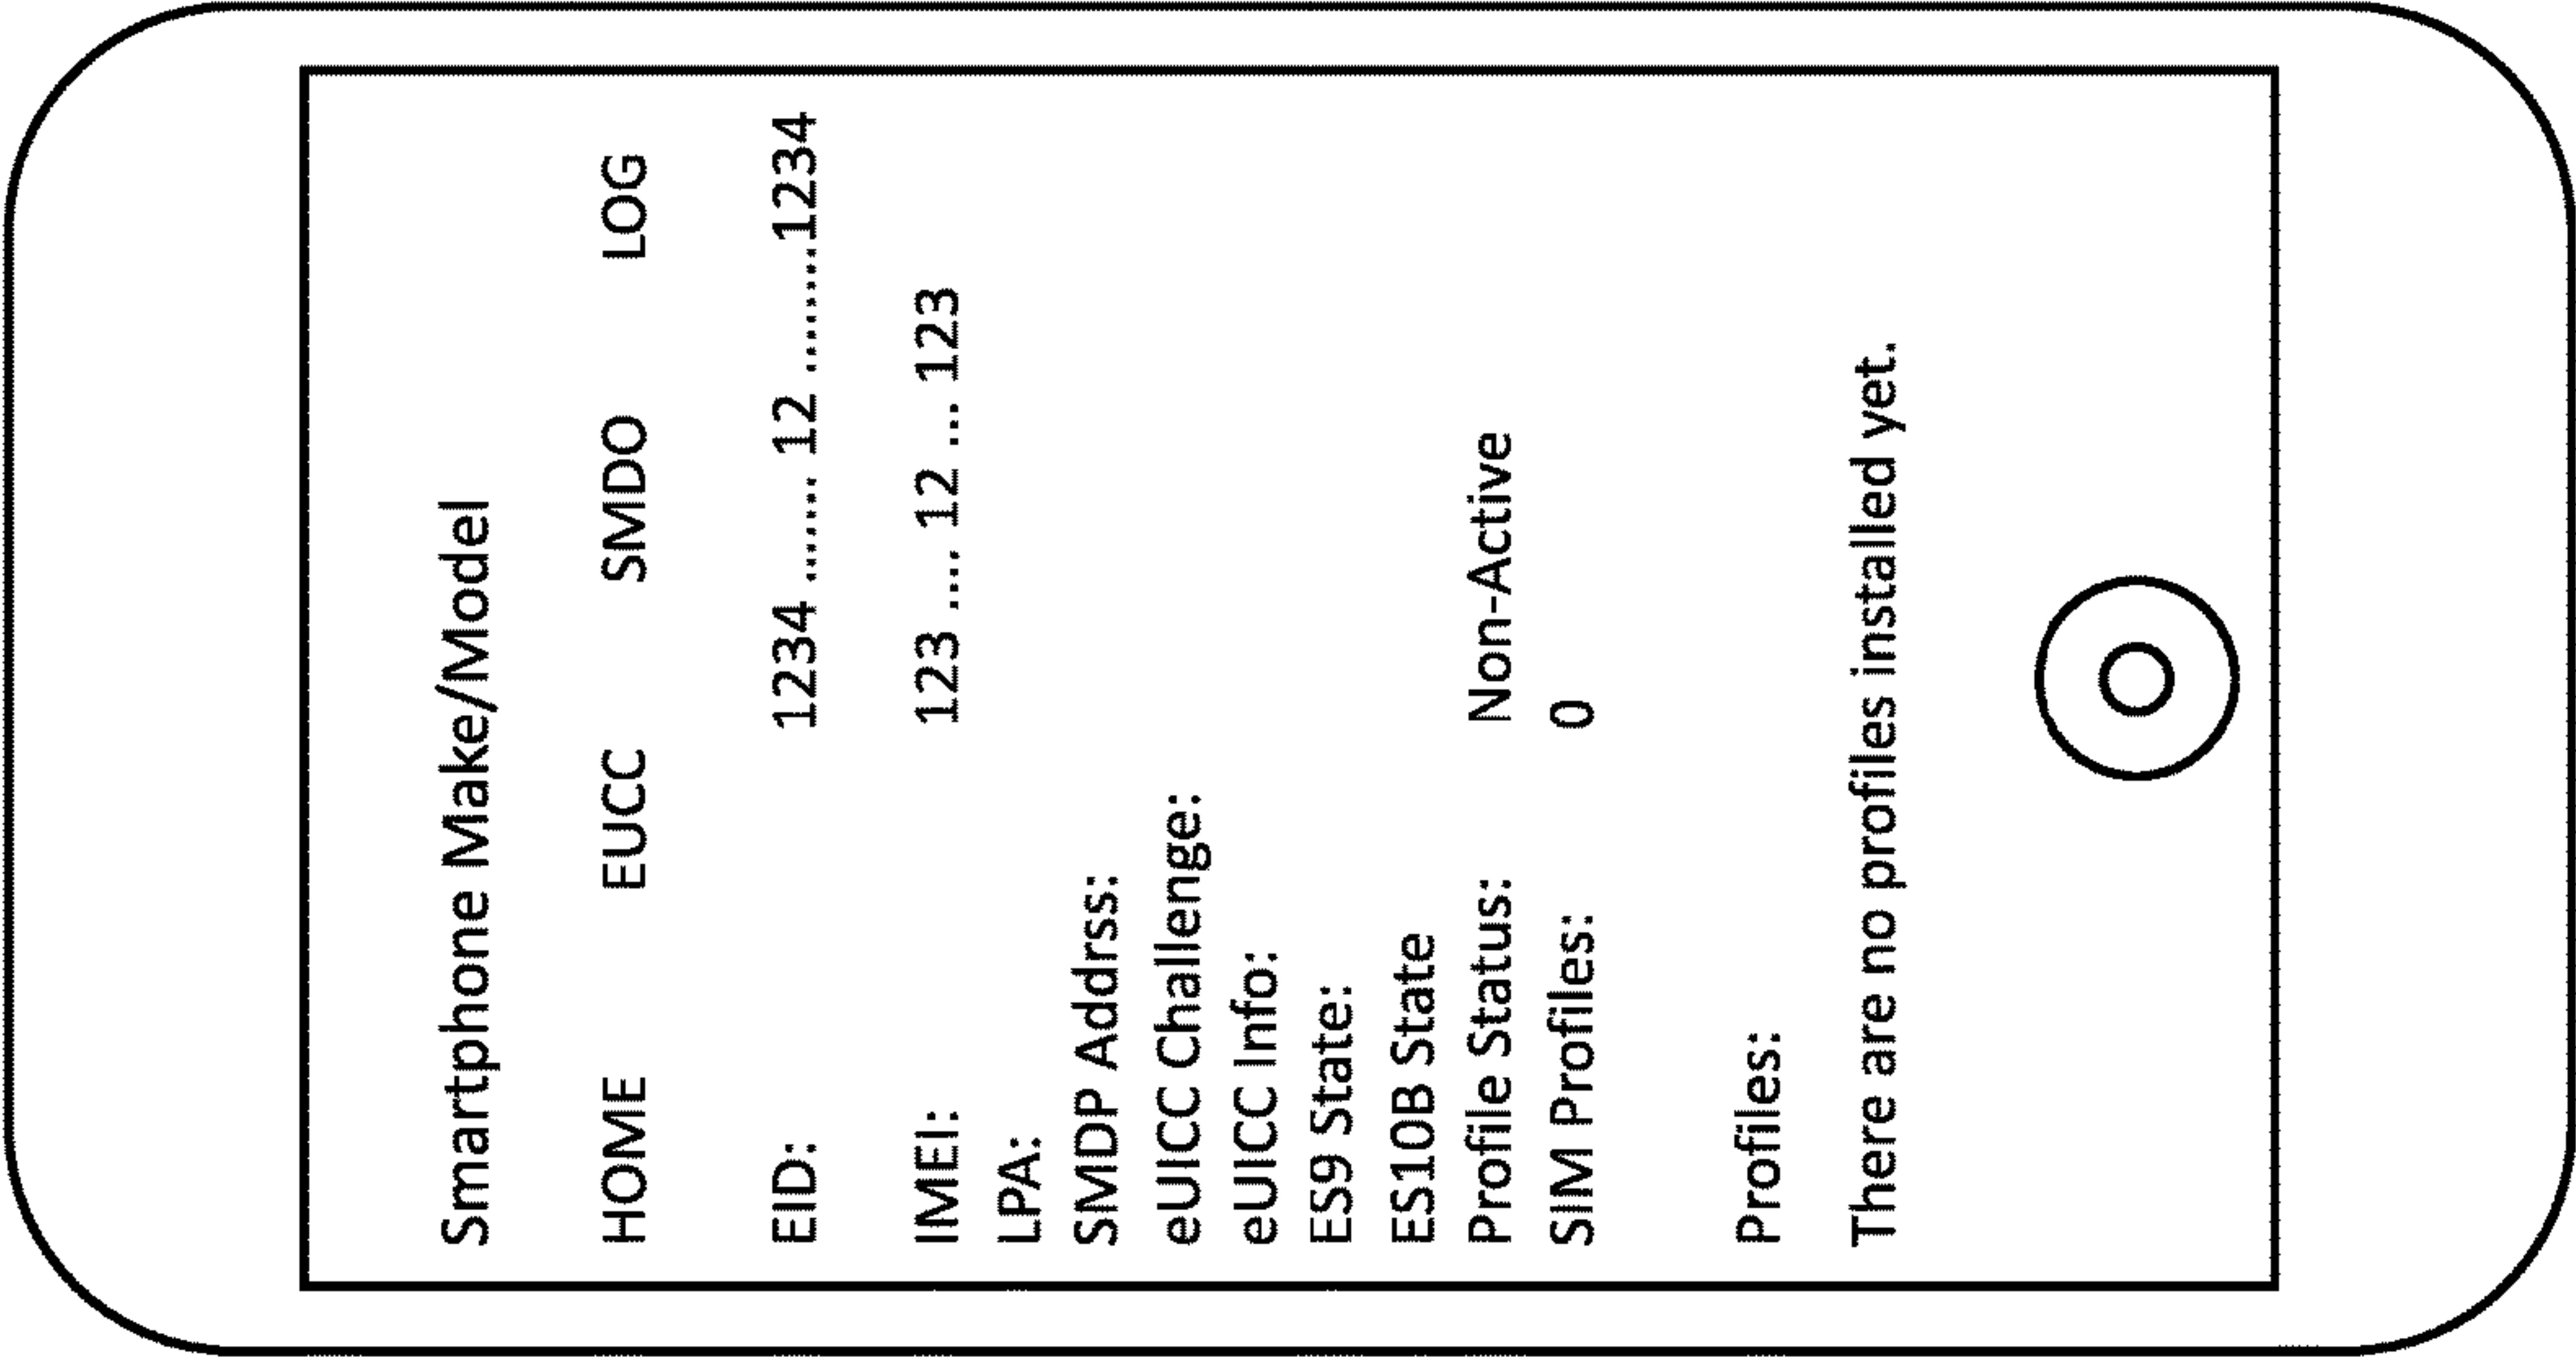 Smartphone Make/Model
HOME EUCC SMDO LOG
EID: 1234 ....... 12 .........1234
IMEI: 123 .... 12 ... 123
LPA:
SMDP Addrss:
eUICC Challenge:
eUICC Info:
ES9 State:
ES10B State
Profile Status: Non-Active
SIM Profiles: 0
Profiles:
There are no profiles installed yet.